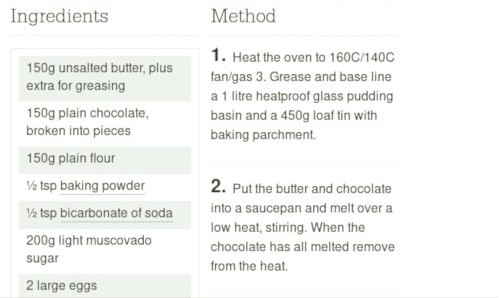 Ingredients
150g unsalted butter, plus
extra for greasing
150g plain chocolate,
broken into pieces
150g plain flour
½ tsp baking powder
½ tsp bicarbonate of soda
200g light muscovado
sugar
2 large eggs
Method
1. Heat the oven to 160C/140C
fan/gas 3. Grease and base line
a 1 litre heatproof glass pudding
basin and a 450g loaf tin with
baking parchment.
2. Put the butter and chocolate
into a saucepan and melt over a
low heat, stirring. When the
chocolate has all melted remove
from the heat.